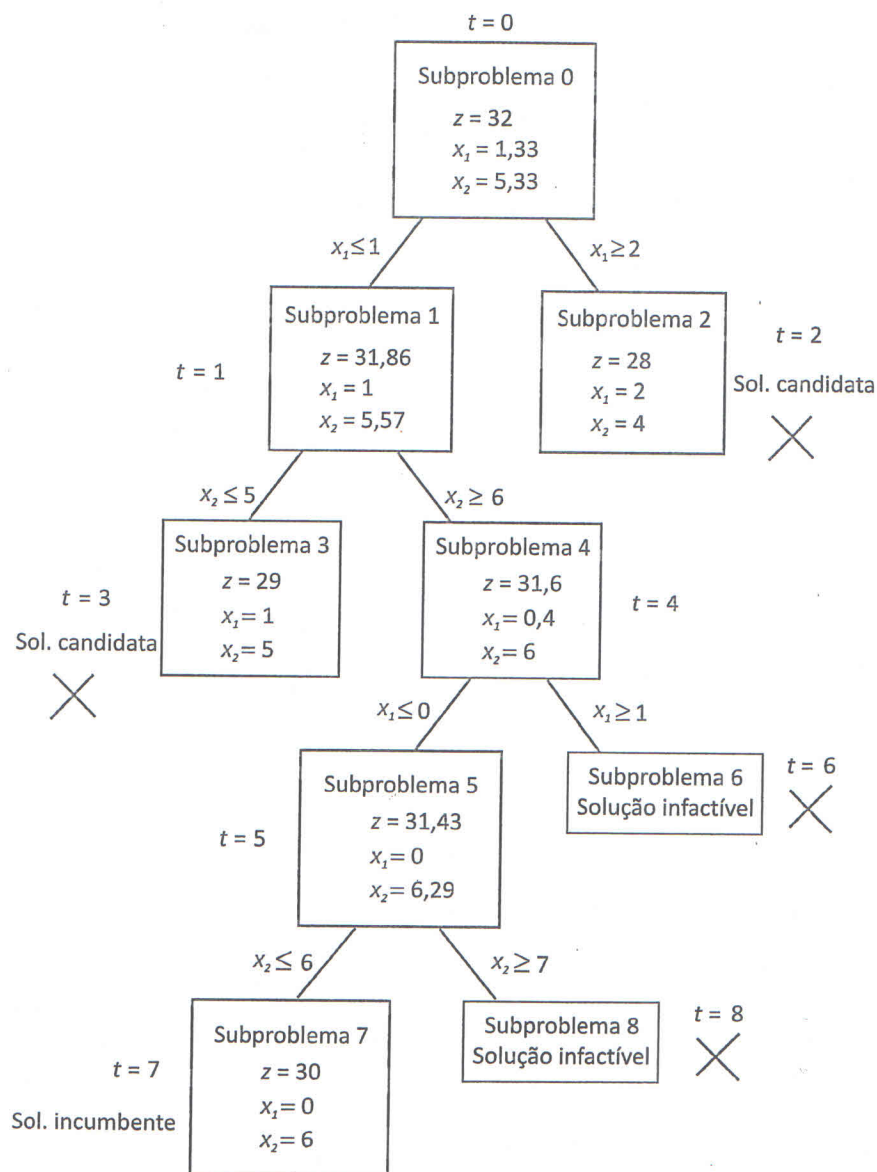 t = 0
Subproblema 0
z = 32
x₁ = 1,33
x₂ = 5,33
x₁ ≤ 1
x₁ ≥ 2
t = 1
Subproblema 1
z = 31,86
x₁ = 1
x₂ = 5,57
Subproblema 2
z = 28
x₁ = 2
x₂ = 4
t = 2
Sol. candidata
x₂ ≤ 5
x₂ ≥ 6
t = 3
Sol. candidata
Subproblema 3
z = 29
x₁ = 1
x₂ = 5
Subproblema 4
z = 31,6
x₁ = 0,4
x₂ = 6
t = 4
x₁ ≤ 0
x₁ ≥ 1
t = 5
Subproblema 5
z = 31,43
x₁ = 0
x₂ = 6,29
Subproblema 6
Solução infactível
t = 6
x₂ ≤ 6
x₂ ≥ 7
t = 7
Sol. incumbente
Subproblema 7
z = 30
x₁ = 0
x₂ = 6
Subproblema 8
Solução infactível
t = 8